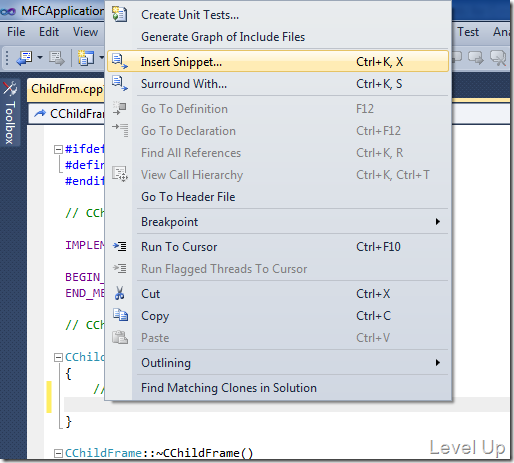 MFCApplication
File Edit View Test Ana
Toolbox
ChildFrm.cpp
CChildFra
#ifdef
#defin
#endif
// CCh
IMPLEM
BEGIN_
END_ME
// CCh
CChild
{
//
}
CChildFrame::~CChildFrame()
Create Unit Tests...
Generate Graph of Include Files
Insert Snippet... Ctrl+K, X
Surround With... Ctrl+K, S
Go To Definition F12
Go To Declaration Ctrl+F12
Find All References Ctrl+K, R
View Call Hierarchy Ctrl+K, Ctrl+T
Go To Header File
Breakpoint
Run To Cursor Ctrl+F10
Run Flagged Threads To Cursor
Cut Ctrl+X
Copy Ctrl+C
Paste Ctrl+V
Outlining
Find Matching Clones in Solution
Level Up